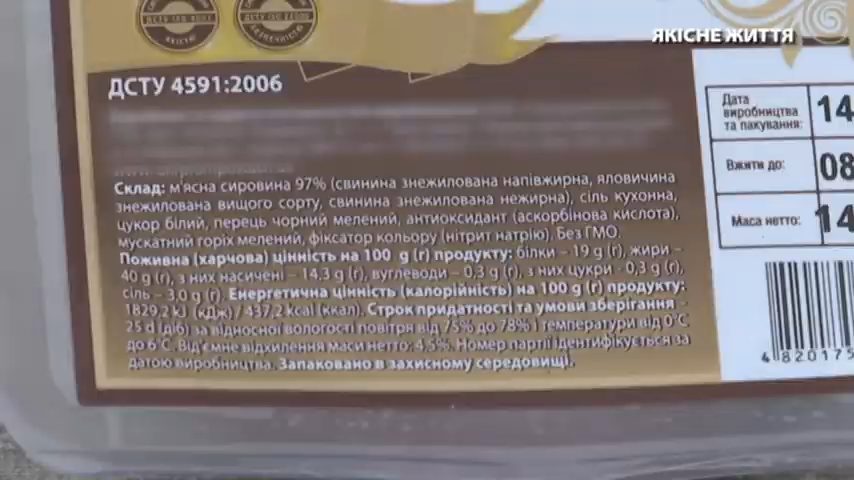 ЯКІСНЕ ЖИТТЯ
ДСТУ 4591:2006
Склад: м'ясна сировина 97% (свинина знежилована напівжирна, яловичина
знежилована вищого сорту, свинина знежилована нежирна), сіль кухонна,
цукор білий, перець чорний мелений, антиоксидант (аскорбінова кислота),
мускатний горіх мелений, фіксатор кольору (нітрит натрію). Без ГМО.
Поживна (харчова) цінність на 100 g (г) продукту: білки – 19 g (г), жири –
40 g (г), з них насичені – 14,3 g (г), вуглеводи – 0,3 g (г), з них цукри - 0,3 g (г),
сіль – 3,0 g (г). Енергетична цінність (калорійність) на 100 g (г) продукту:
1829,2 kJ (кДж) / 437,2 kcal (ккал). Строк придатності та умови зберігання –
25 d (діб) за відносної вологості повітря від 75% до 78% і температури від 0°С
до 6°С. Від'ємне відхилення маси нетто: 4,5%. Номер партії ідентифікується за
датою виробництва. Запаковано в захисному середовищі.
Дата
виробництва
та пакування:
14
Вжити до:
08
Маса нетто:
14
4 820175